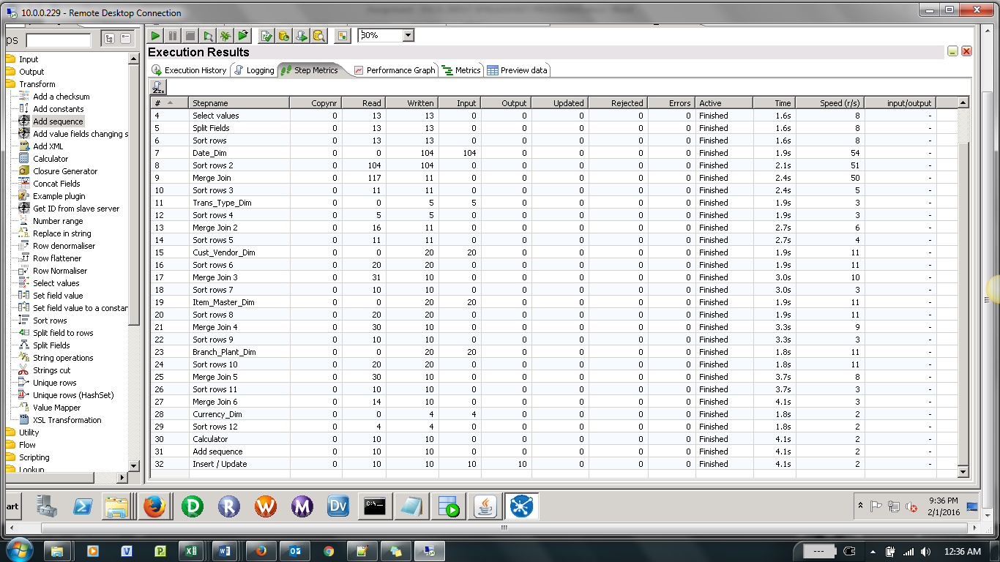 10.0.0.229 - Remote Desktop Connection
ps
80%
Execution Results
Execution History Logging Step Metrics Performance Graph Metrics Preview data
Input
Output
Transform
Add a checksum
Add constants
Add sequence
Add value fields changing s
Add XML
Calculator
Closure Generator
Concat Fields
Example plugin
Get ID from slave server
Number range
Replace in string
Row denormaliser
Row flattener
Row Normaliser
Select values
Set field value
Set field value to a constar
Sort rows
Split field to rows
Split Fields
String operations
Strings cut
Unique rows
Unique rows (HashSet)
Value Mapper
XSL Transformation
Utility
Flow
Scripting
Lookup
# Stepname Copynr Read Written Input Output Updated Rejected Errors Active Time Speed (r/s) input/output
4 Select values 0 13 13 0 0 0 0 0 Finished 1.6s 8 -
5 Split Fields 0 13 13 0 0 0 0 0 Finished 1.6s 8 -
6 Sort rows 0 13 13 0 0 0 0 0 Finished 1.6s 8 -
7 Date_Dim 0 0 104 104 0 0 0 0 Finished 1.9s 54 -
8 Sort rows 2 0 104 104 0 0 0 0 0 Finished 2.1s 51 -
9 Merge Join 0 117 11 0 0 0 0 0 Finished 2.4s 50 -
10 Sort rows 3 0 11 11 0 0 0 0 0 Finished 2.4s 5 -
11 Trans_Type_Dim 0 0 5 5 0 0 0 0 Finished 1.9s 3 -
12 Sort rows 4 0 5 5 0 0 0 0 0 Finished 1.9s 3 -
13 Merge Join 2 0 16 11 0 0 0 0 0 Finished 2.7s 6 -
14 Sort rows 5 0 11 11 0 0 0 0 0 Finished 2.7s 4 -
15 Cust_Vendor_Dim 0 0 20 20 0 0 0 0 Finished 1.9s 11 -
16 Sort rows 6 0 20 20 0 0 0 0 0 Finished 1.9s 11 -
17 Merge Join 3 0 31 10 0 0 0 0 0 Finished 3.0s 10 -
18 Sort rows 7 0 10 10 0 0 0 0 0 Finished 3.0s 3 -
19 Item_Master_Dim 0 0 20 20 0 0 0 0 Finished 1.9s 11 -
20 Sort rows 8 0 20 20 0 0 0 0 0 Finished 1.9s 11 -
21 Merge Join 4 0 30 10 0 0 0 0 0 Finished 3.3s 9 -
22 Sort rows 9 0 10 10 0 0 0 0 0 Finished 3.3s 3 -
23 Branch_Plant_Dim 0 0 20 20 0 0 0 0 Finished 1.8s 11 -
24 Sort rows 10 0 20 20 0 0 0 0 0 Finished 1.8s 11 -
25 Merge Join 5 0 30 10 0 0 0 0 0 Finished 3.7s 8 -
26 Sort rows 11 0 10 10 0 0 0 0 0 Finished 3.7s 3 -
27 Merge Join 6 0 14 10 0 0 0 0 0 Finished 4.1s 3 -
28 Currency_Dim 0 0 4 4 0 0 0 0 Finished 1.8s 2 -
29 Sort rows 12 0 4 4 0 0 0 0 0 Finished 1.8s 2 -
30 Calculator 0 10 10 0 0 0 0 0 Finished 4.1s 2 -
31 Add sequence 0 10 10 0 0 0 0 0 Finished 4.1s 2 -
32 Insert / Update 0 10 10 10 10 0 0 0 Finished 4.1s 2 -
art
D R W M Dv
9:36 PM
2/1/2016
12:36 AM